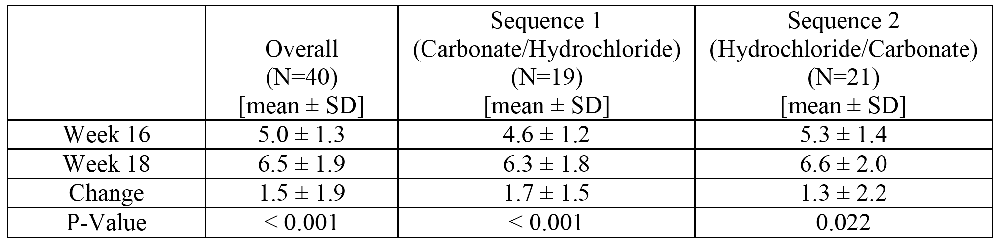 Overall
(N=40)
[mean ± SD]
Sequence 1
(Carbonate/Hydrochloride)
(N=19)
[mean ± SD]
Sequence 2
(Hydrochloride/Carbonate)
(N=21)
[mean ± SD]
Week 16 5.0 ± 1.3 4.6 ± 1.2 5.3 ± 1.4
Week 18 6.5 ± 1.9 6.3 ± 1.8 6.6 ± 2.0
Change 1.5 ± 1.9 1.7 ± 1.5 1.3 ± 2.2
P-Value < 0.001 < 0.001 0.022